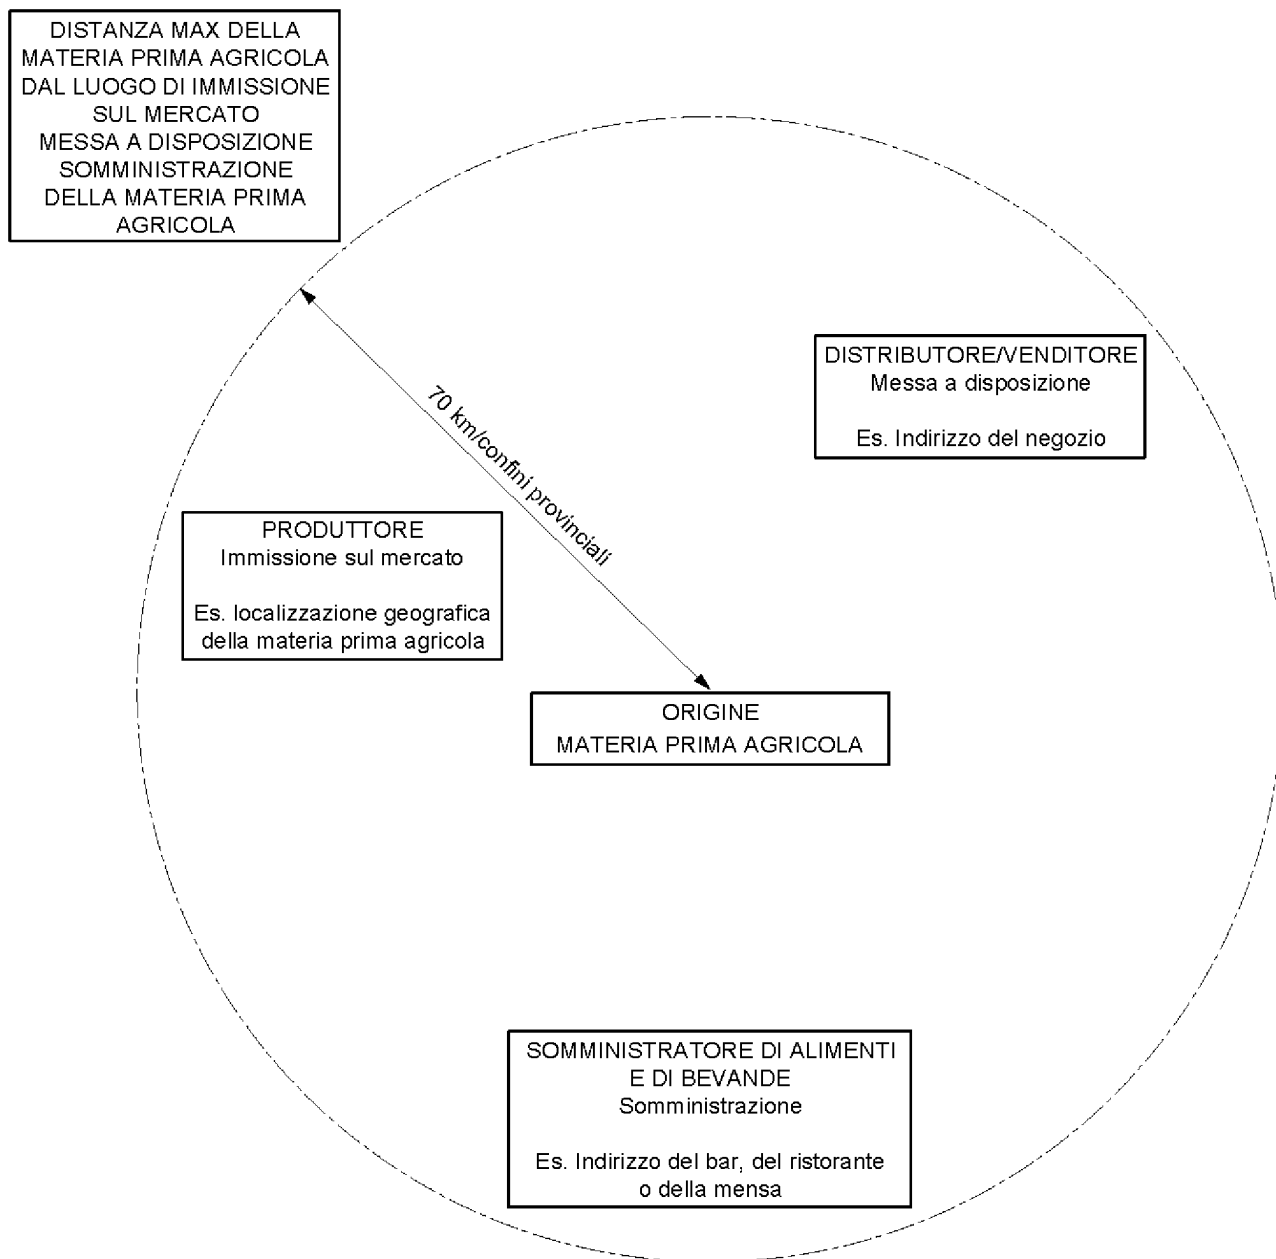 DISTANZA MAX DELLA
MATERIA PRIMA AGRICOLA
DAL LUOGO DI IMMISSIONE
SUL MERCATO
MESSA A DISPOSIZIONE
SOMMINISTRAZIONE
DELLA MATERIA PRIMA
AGRICOLA
DISTRIBUTORE/VENDITORE
Messa a disposizione
Es. Indirizzo del negozio
70 km/confini provinciali
PRODUTTORE
Immissione sul mercato
Es. localizzazione geografica
della materia prima agricola
ORIGINE
MATERIA PRIMA AGRICOLA
SOMMINISTRATORE DI ALIMENTI
E DI BEVANDE
Somministrazione
Es. Indirizzo del bar, del ristorante
o della mensa